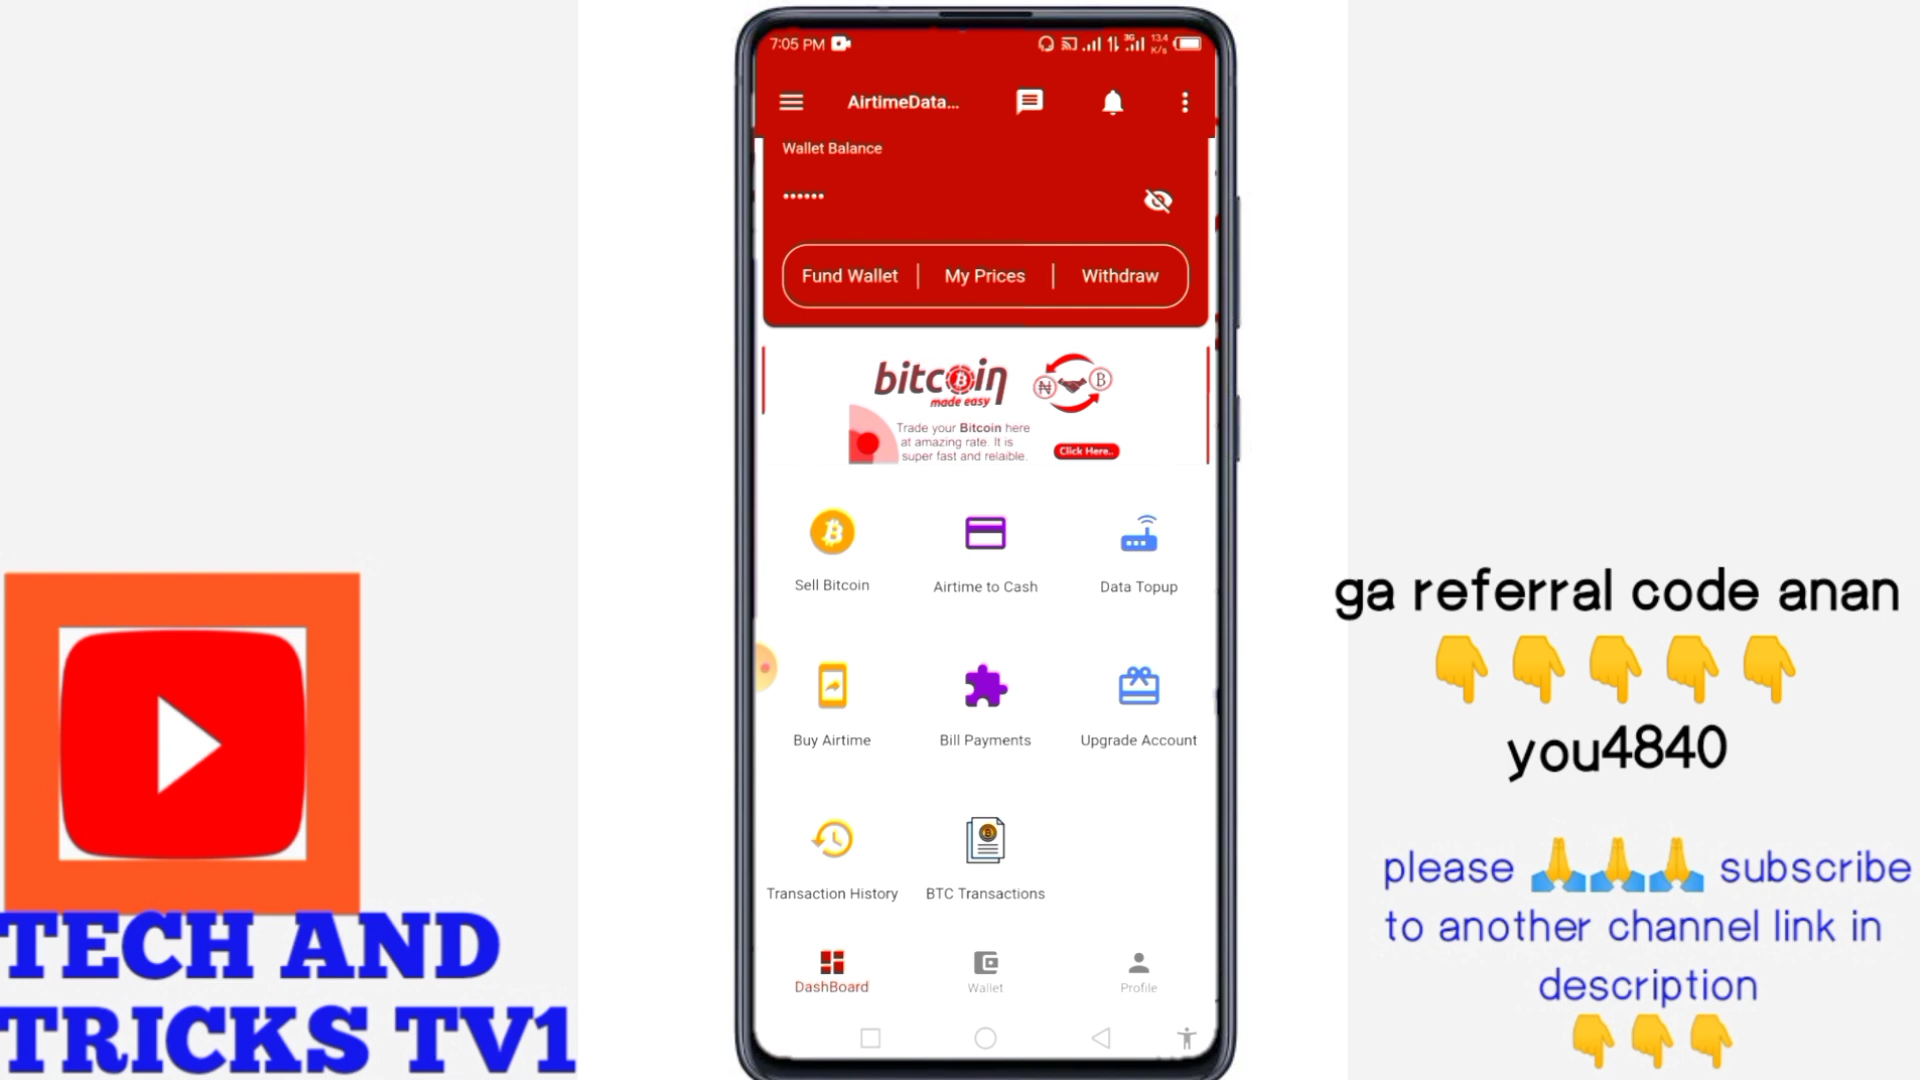 7:05 PM
3G 13.4 K/s
AirtimeData...
Wallet Balance
Fund Wallet | My Prices | Withdraw
bitcoin
made easy
₦ B
Trade your Bitcoin here
at amazing rate. It is
super fast and relaible.
Click Here..
Sell Bitcoin Airtime to Cash Data Topup
Buy Airtime Bill Payments Upgrade Account
Transaction History BTC Transactions
DashBoard Wallet Profile
TECH AND
TRICKS TV1
ga referral code anan
👇👇👇👇👇
you4840
please 🙏🙏🙏 subscribe
to another channel link in
description
👇👇👇